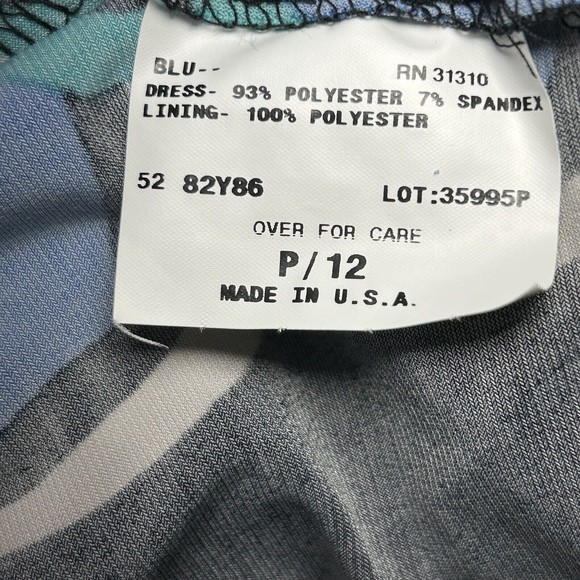 BLU-- RN 31310
DRESS- 93% POLYESTER 7% SPANDEX
LINING- 100% POLYESTER
52 82Y86 LOT:35995P
OVER FOR CARE
P/12
MADE IN U.S.A.